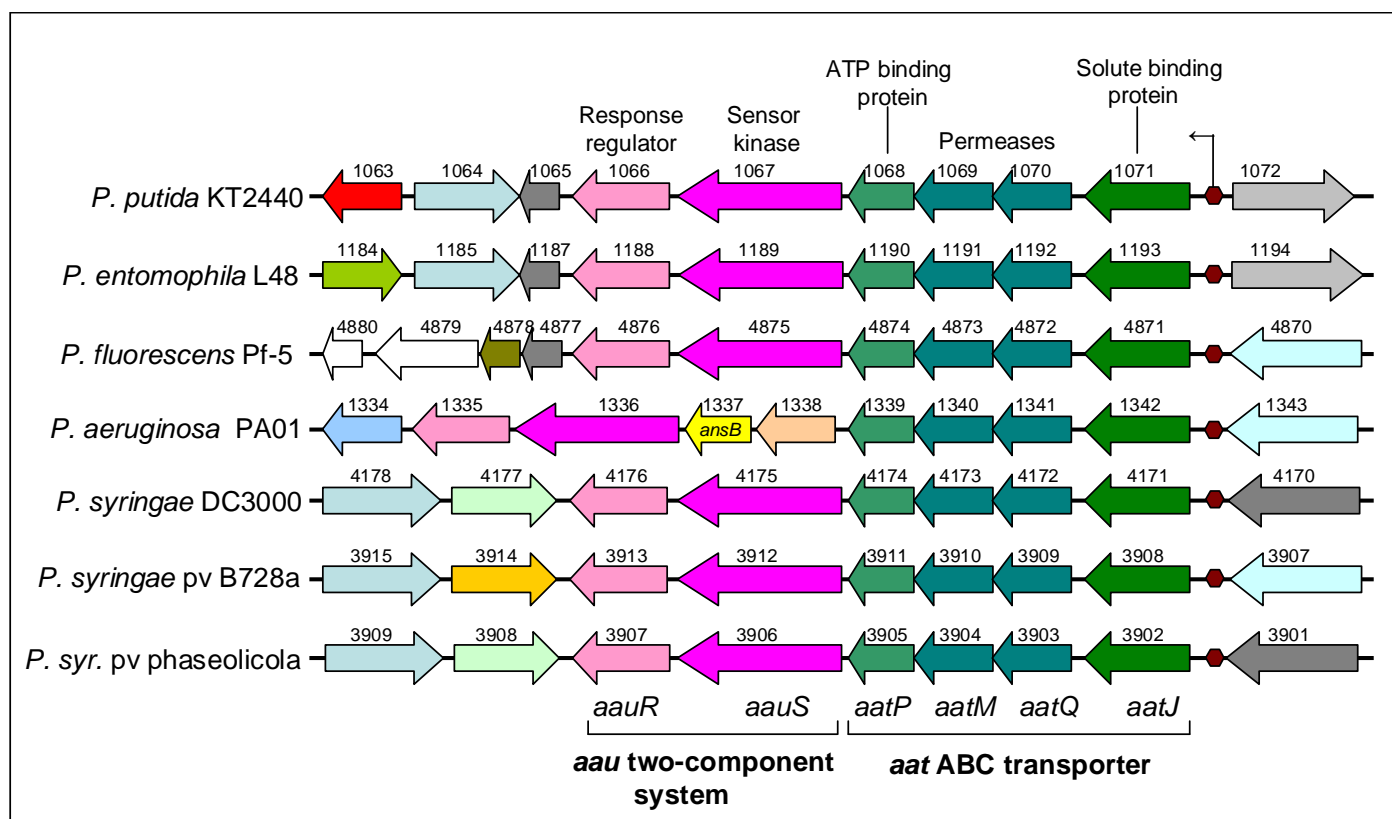 ATP binding
protein
Solute binding
protein
Response
regulator
Sensor
kinase
Permeases
P. putida KT2440 1063 1064 1065 1066 1067 1068 1069 1070 1071 1072
P. entomophila L48 1184 1185 1187 1188 1189 1190 1191 1192 1193 1194
P. fluorescens Pf-5 4880 4879 4878 4877 4876 4875 4874 4873 4872 4871 4870
P. aeruginosa PA01 1334 1335 1336 1337 ansB 1338 1339 1340 1341 1342 1343
P. syringae DC3000 4178 4177 4176 4175 4174 4173 4172 4171 4170
P. syringae pv B728a 3915 3914 3913 3912 3911 3910 3909 3908 3907
P. syr. pv phaseolicola 3909 3908 3907 3906 3905 3904 3903 3902 3901
aauR aauS aatP aatM aatQ aatJ
aau two-component
system
aat ABC transporter